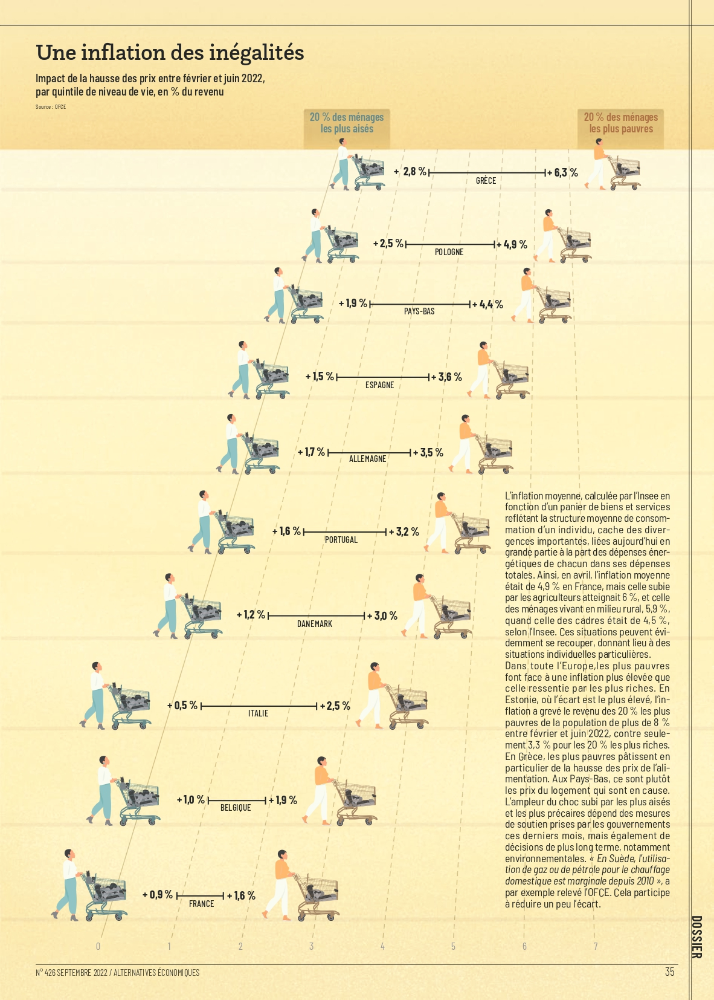 Une inflation des inégalités
Impact de la hausse des prix entre février et juin 2022,
par quintile de niveau de vie, en % du revenu
Source : OFCE
20 % des ménages
les plus aisés
20 % des ménages
les plus pauvres
+ 2,8 % + 6,3 %
GRÈCE
+ 2,5 % + 4,9 %
POLOGNE
+ 1,9 % + 4,4 %
PAYS-BAS
+ 1,5 % + 3,6 %
ESPAGNE
+ 1,7 % + 3,5 %
ALLEMAGNE
+ 1,6 % + 3,2 %
PORTUGAL
+ 1,2 % + 3,0 %
DANEMARK
+ 0,5 % + 2,5 %
ITALIE
+ 1,0 % + 1,9 %
BELGIQUE
+ 0,9 % + 1,6 %
FRANCE
0 1 2 3 4 5 6 7
L'inflation moyenne, calculée par l'Insee en
fonction d'un panier de biens et services
reflétant la structure moyenne de consom-
mation d'un individu, cache des diver-
gences importantes, liées aujourd'hui en
grande partie à la part des dépenses éner-
gétiques de chacun dans ses dépenses
totales. Ainsi, en avril, l'inflation moyenne
était de 4,9 % en France, mais celle subie
par les agriculteurs atteignait 6 %, et celle
des ménages vivant en milieu rural, 5,9 %,
quand celle des cadres était de 4,5 %,
selon l'Insee. Ces situations peuvent évi-
demment se recouper, donnant lieu à des
situations individuelles particulières.
Dans toute l'Europe,les plus pauvres
font face à une inflation plus élevée que
celle ressentie par les plus riches. En
Estonie, où l'écart est le plus élevé, l'in-
flation a grevé le revenu des 20 % les plus
pauvres de la population de plus de 8 %
entre février et juin 2022, contre seule-
ment 3,3 % pour les 20 % les plus riches.
En Grèce, les plus pauvres pâtissent en
particulier de la hausse des prix de l'ali-
mentation. Aux Pays-Bas, ce sont plutôt
les prix du logement qui sont en cause.
L'ampleur du choc subi par les plus aisés
et les plus précaires dépend des mesures
de soutien prises par les gouvernements
ces derniers mois, mais également de
décisions de plus long terme, notamment
environnementales. « En Suède, l'utilisa-
tion de gaz ou de pétrole pour le chauffage
domestique est marginale depuis 2010 », a
par exemple relevé l'OFCE. Cela participe
à réduire un peu l'écart.
DOSSIER
N° 426 SEPTEMBRE 2022 / ALTERNATIVES ÉCONOMIQUES
35